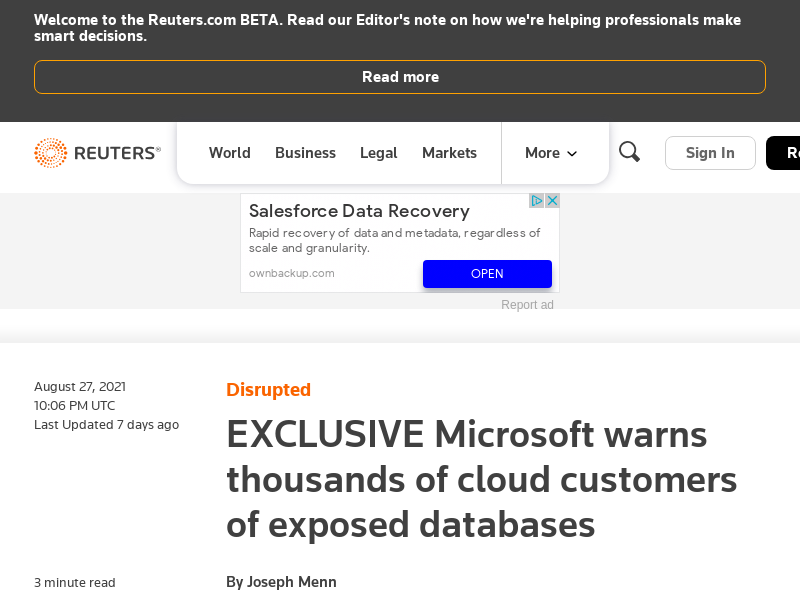 Welcome to the Reuters.com BETA. Read our Editor's note on how we're helping professionals make
smart decisions.
Read more
REUTERS®
World
Business
Legal
Markets
More
Sign In
Salesforce Data Recovery
Rapid recovery of data and metadata, regardless of
scale and granularity.
ownbackup.com
OPEN
Report ad
August 27, 2021
10:06 PM UTC
Last Updated 7 days ago
Disrupted
EXCLUSIVE Microsoft warns
thousands of cloud customers
of exposed databases
3 minute read
By Joseph Menn